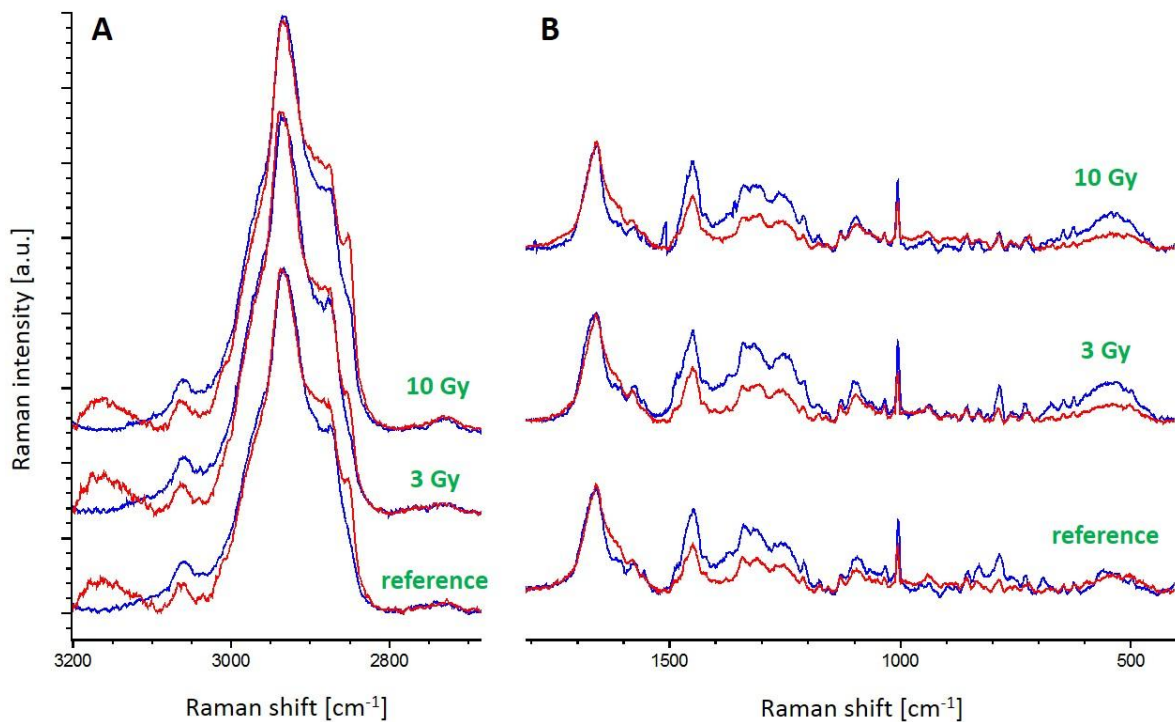 A
B
Raman intensity [a.u.]
10 Gy
3 Gy
reference
10 Gy
3 Gy
reference
3200
3000
2800
1500
1000
500
Raman shift [cm⁻¹]
Raman shift [cm⁻¹]